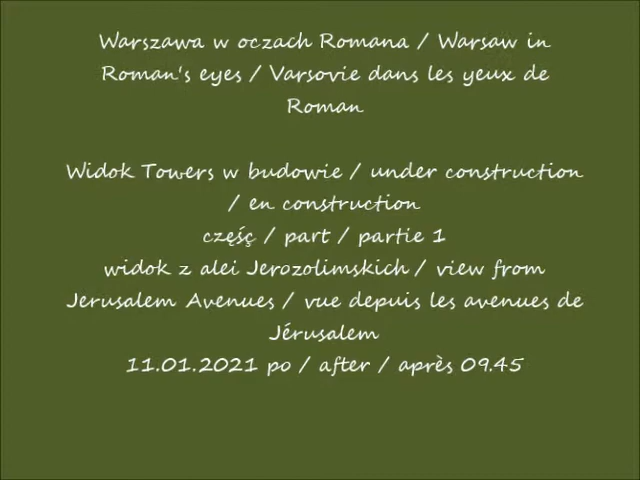 Warszawa w oczach Romana / Warsaw in
Roman's eyes / Varsovie dans les yeux de
Roman
Widok Towers w budowie / under construction
/ en construction
częśç / part / partie 1
widok z alei Jerozolimskich / view from
Jerusalem Avenues / vue depuis les avenues de
Jérusalem
11.01.2021 po / after / après 09.45